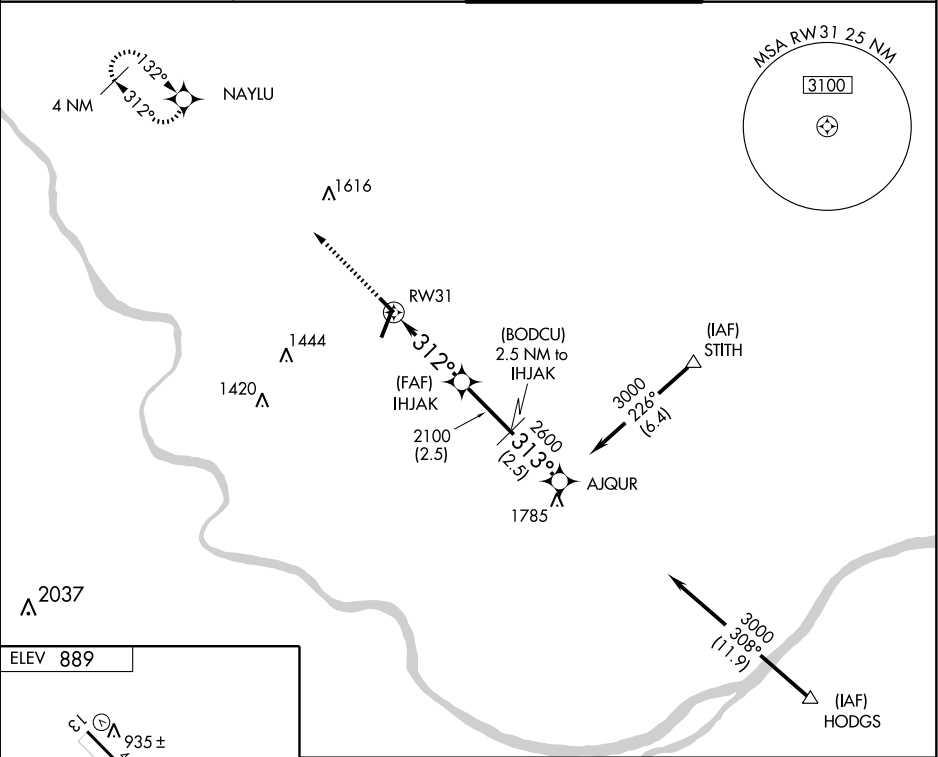 MSA RW31 25 NM
3100
132°
312°
4 NM
NAYLU
1616
RW31
1444
1420
312°
(FAF)
IHJAK
(BODCU)
2.5 NM to
IHJAK
(IAF)
STITH
3000
226°
(6.4)
2100
(2.5)
2600
313°
(2.5)
AJQUR
1785
2037
3000
308°
(11.9)
(IAF)
HODGS
ELEV 889
13
V
935 ±